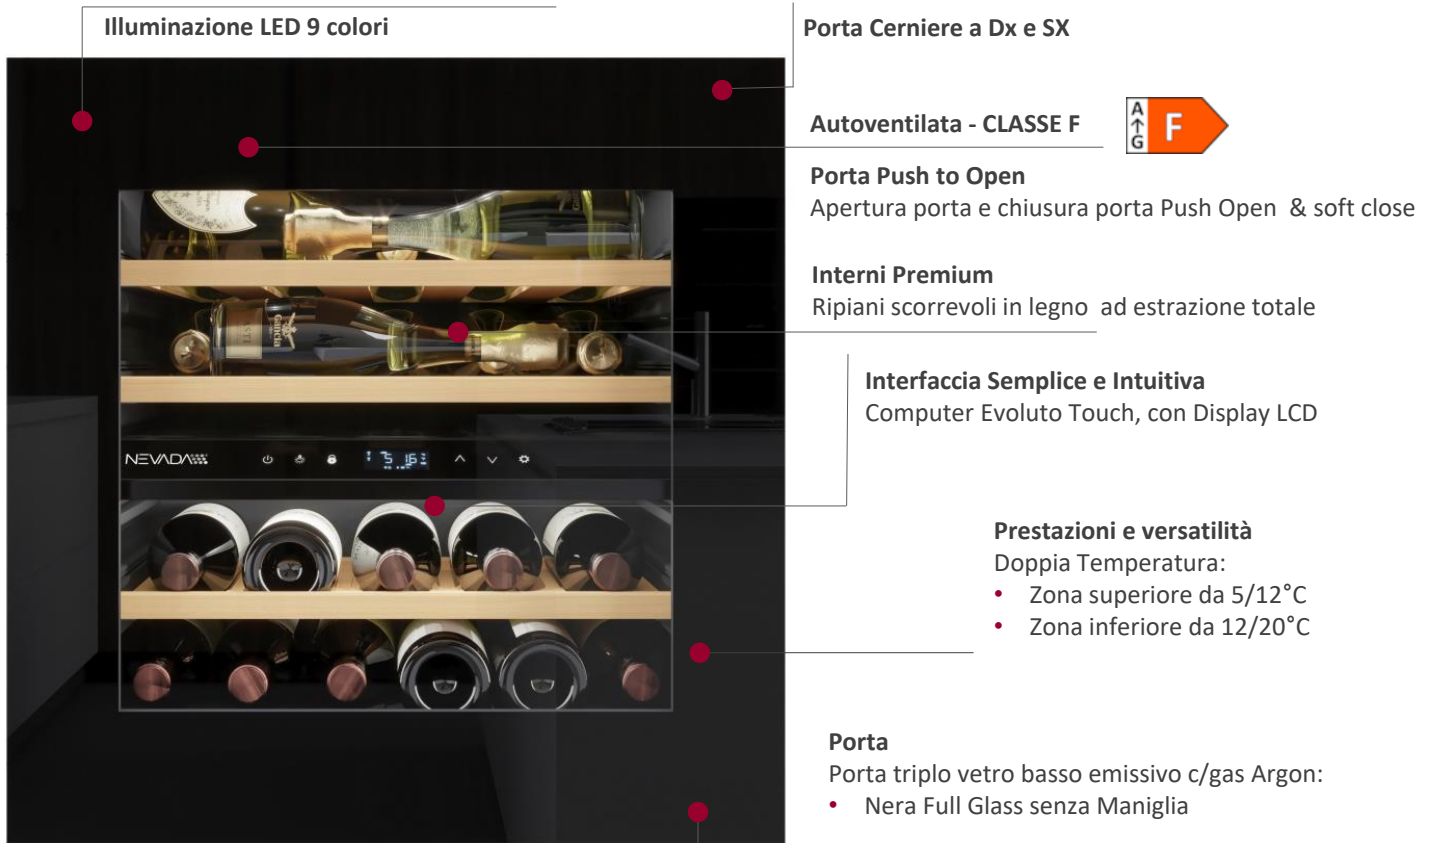 Illuminazione LED 9 colori
Porta Cerniere a Dx e SX
Autoventilata - CLASSE F
A
G
F
Porta Push to Open
Apertura porta e chiusura porta Push Open & soft close
Interni Premium
Ripiani scorrevoli in legno ad estrazione totale
Interfaccia Semplice e Intuitiva
Computer Evoluto Touch, con Display LCD
NEVADA
5 16
Prestazioni e versatilità
Doppia Temperatura:
• Zona superiore da 5/12°C
• Zona inferiore da 12/20°C
Porta
Porta triplo vetro basso emissivo c/gas Argon:
• Nera Full Glass senza Maniglia